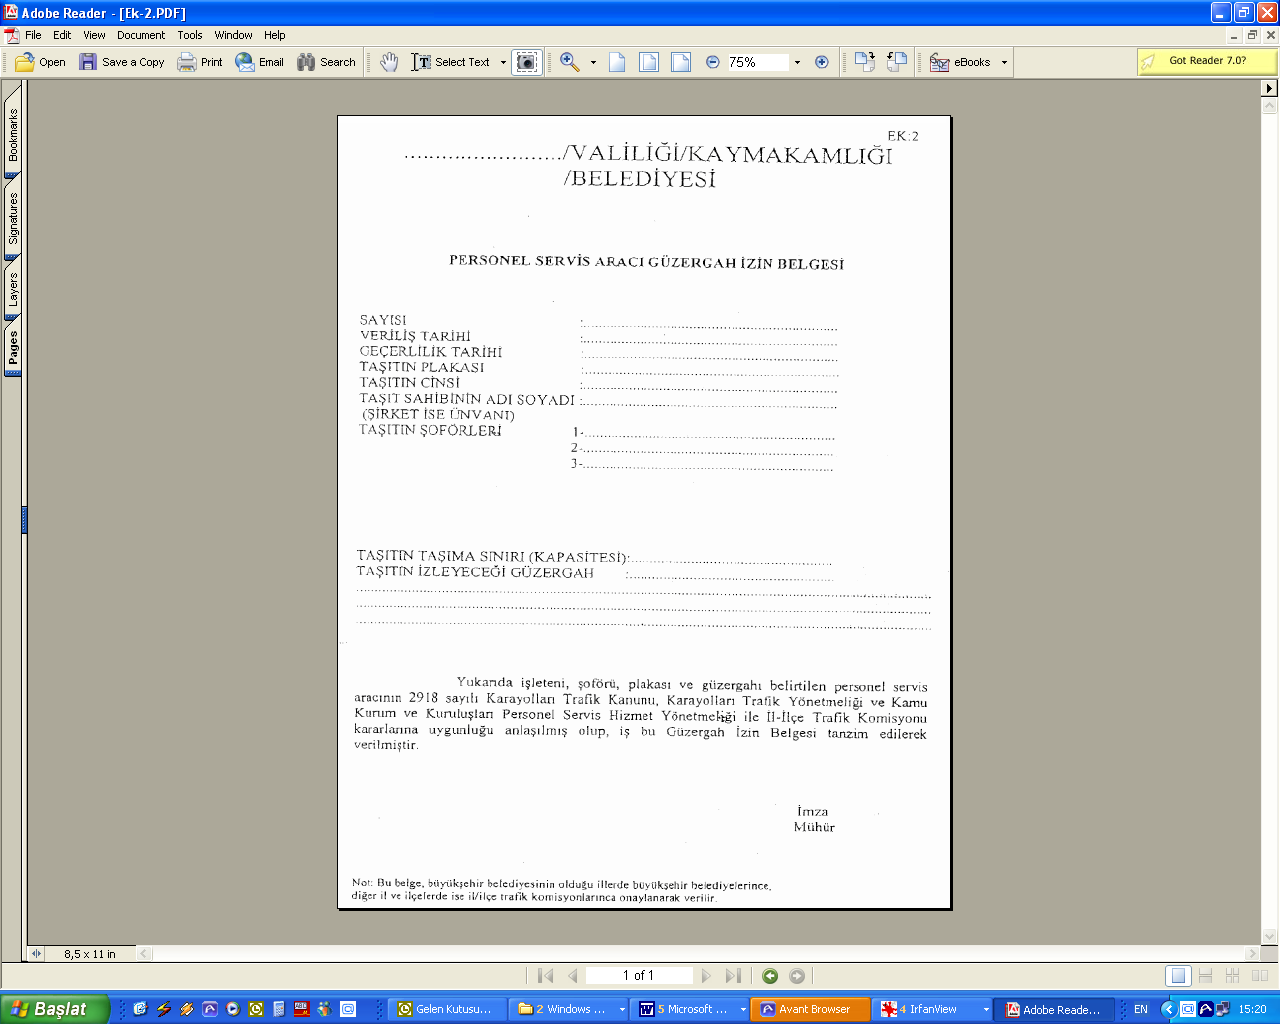 Adobe Reader - [Ek-2.PDF]
File Edit View Document Tools Window Help
Open Save a Copy Print Email Search Select Text 75% eBooks Got Reader 7.0?
Bookmarks
Signatures
Layers
Pages
EK:2
........................./VALİLİĞİ/KAYMAKAMLIĞI
/BELEDİYESİ
PERSONEL SERVİS ARACI GÜZERGAH İZİN BELGESİ
SAYISI :..............................
VERİLİŞ TARİHİ :..............................
GEÇERLİLİK TARİHİ :..............................
TAŞITIN PLAKASI :..............................
TAŞITIN CİNSİ :..............................
TAŞIT SAHİBİNİN ADI SOYADI :..............................
(ŞİRKET İSE ÜNVANI)
TAŞITIN ŞOFÖRLERİ 1-..............................
2-..............................
3-..............................
TAŞITIN TAŞIMA SINIRI (KAPASİTESİ):..............................
TAŞITIN İZLEYECEĞİ GÜZERGAH :..............................
............................................................
............................................................
............................................................
Yukarıda işleteni, şoförü, plakası ve güzergahı belirtilen personel servis
aracının 2918 sayılı Karayolları Trafik Kanunu, Karayolları Trafik Yönetmeliği ve Kamu
Kurum ve Kuruluşları Personel Servis Hizmet Yönetmeliği ile İl-İlçe Trafik Komisyonu
kararlarına uygunluğu anlaşılmış olup, iş bu Güzergah İzin Belgesi tanzim edilerek
verilmiştir.
İmza
Mühür
Not: Bu belge, büyükşehir belediyesinin olduğu illerde büyükşehir belediyelerince,
diğer il ve ilçelerde ise il/ilçe trafik komisyonlarınca onaylanarak verilir.
8,5 x 11 in
1 of 1
Başlat Gelen Kutusu... 2 Windows ... 5 Microsoft ... Avant Browser 4 IrfanView Adobe Reade... EN 15:20